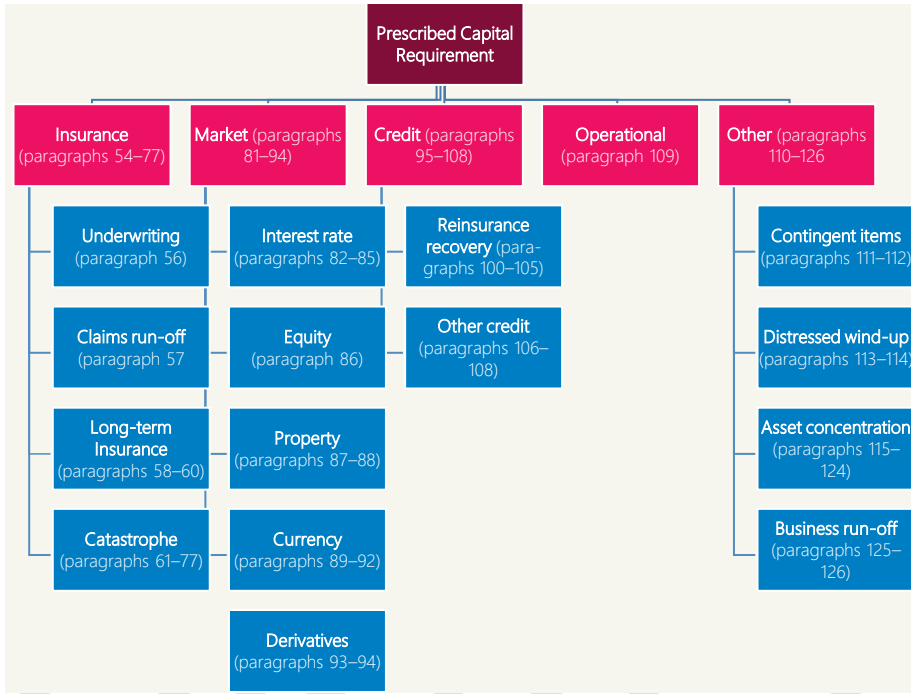 Prescribed Capital
Requirement
Insurance
(paragraphs 54–77)
Market (paragraphs
81–94)
Credit (paragraphs
95–108)
Operational
(paragraph 109)
Other (paragraphs
110–126
Underwriting
(paragraph 56)
Claims run-off
(paragraph 57
Long-term
Insurance
(paragraphs 58–60)
Catastrophe
(paragraphs 61–77)
Interest rate
(paragraphs 82–85)
Equity
(paragraph 86)
Property
(paragraphs 87–88)
Currency
(paragraphs 89–92)
Derivatives
(paragraphs 93–94)
Reinsurance
recovery (para-
graphs 100–105)
Other credit
(paragraphs 106–
108)
Contingent items
(paragraphs 111–112)
Distressed wind-up
(paragraphs 113–114)
Asset concentration
(paragraphs 115–
124)
Business run-off
(paragraphs 125–
126)